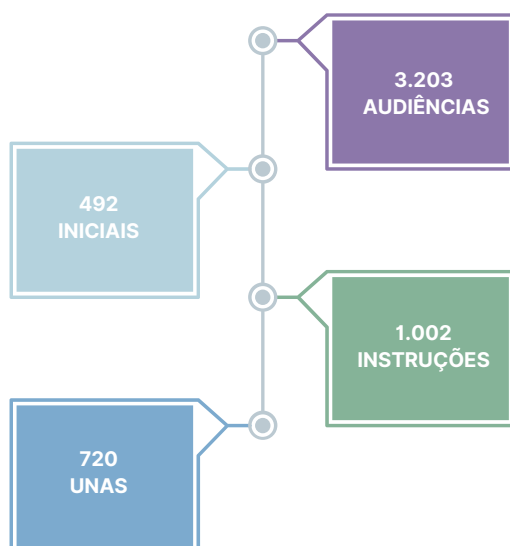 3.203
AUDIÊNCIAS
492
INICIAIS
1.002
INSTRUÇÕES
720
UNAS